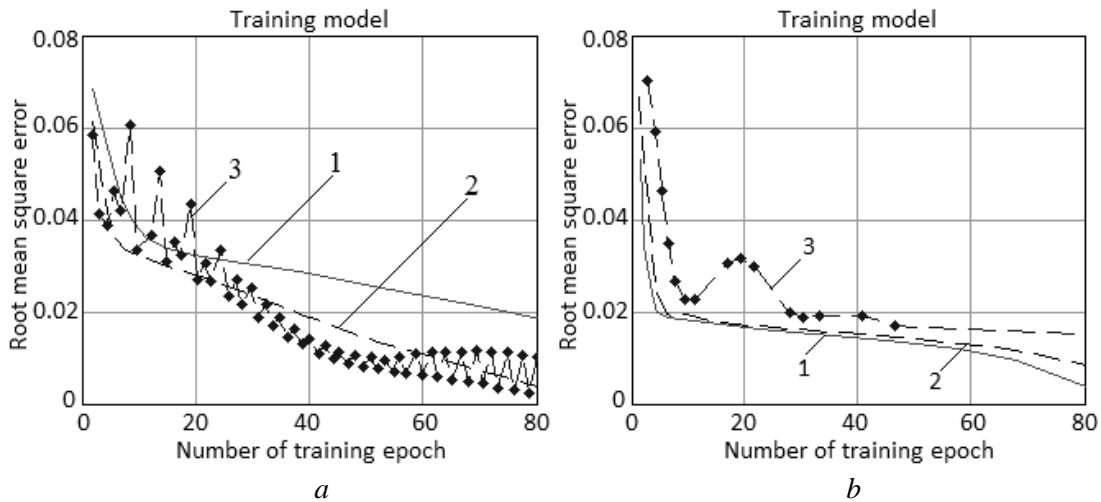 Training model
0.08
0.06
0.04
0.02
0
0 20 40 60 80
Root mean square error
Number of training epoch
3
1
2
a
Training model
0.08
0.06
0.04
0.02
0
0 20 40 60 80
Root mean square error
Number of training epoch
3
1
2
b